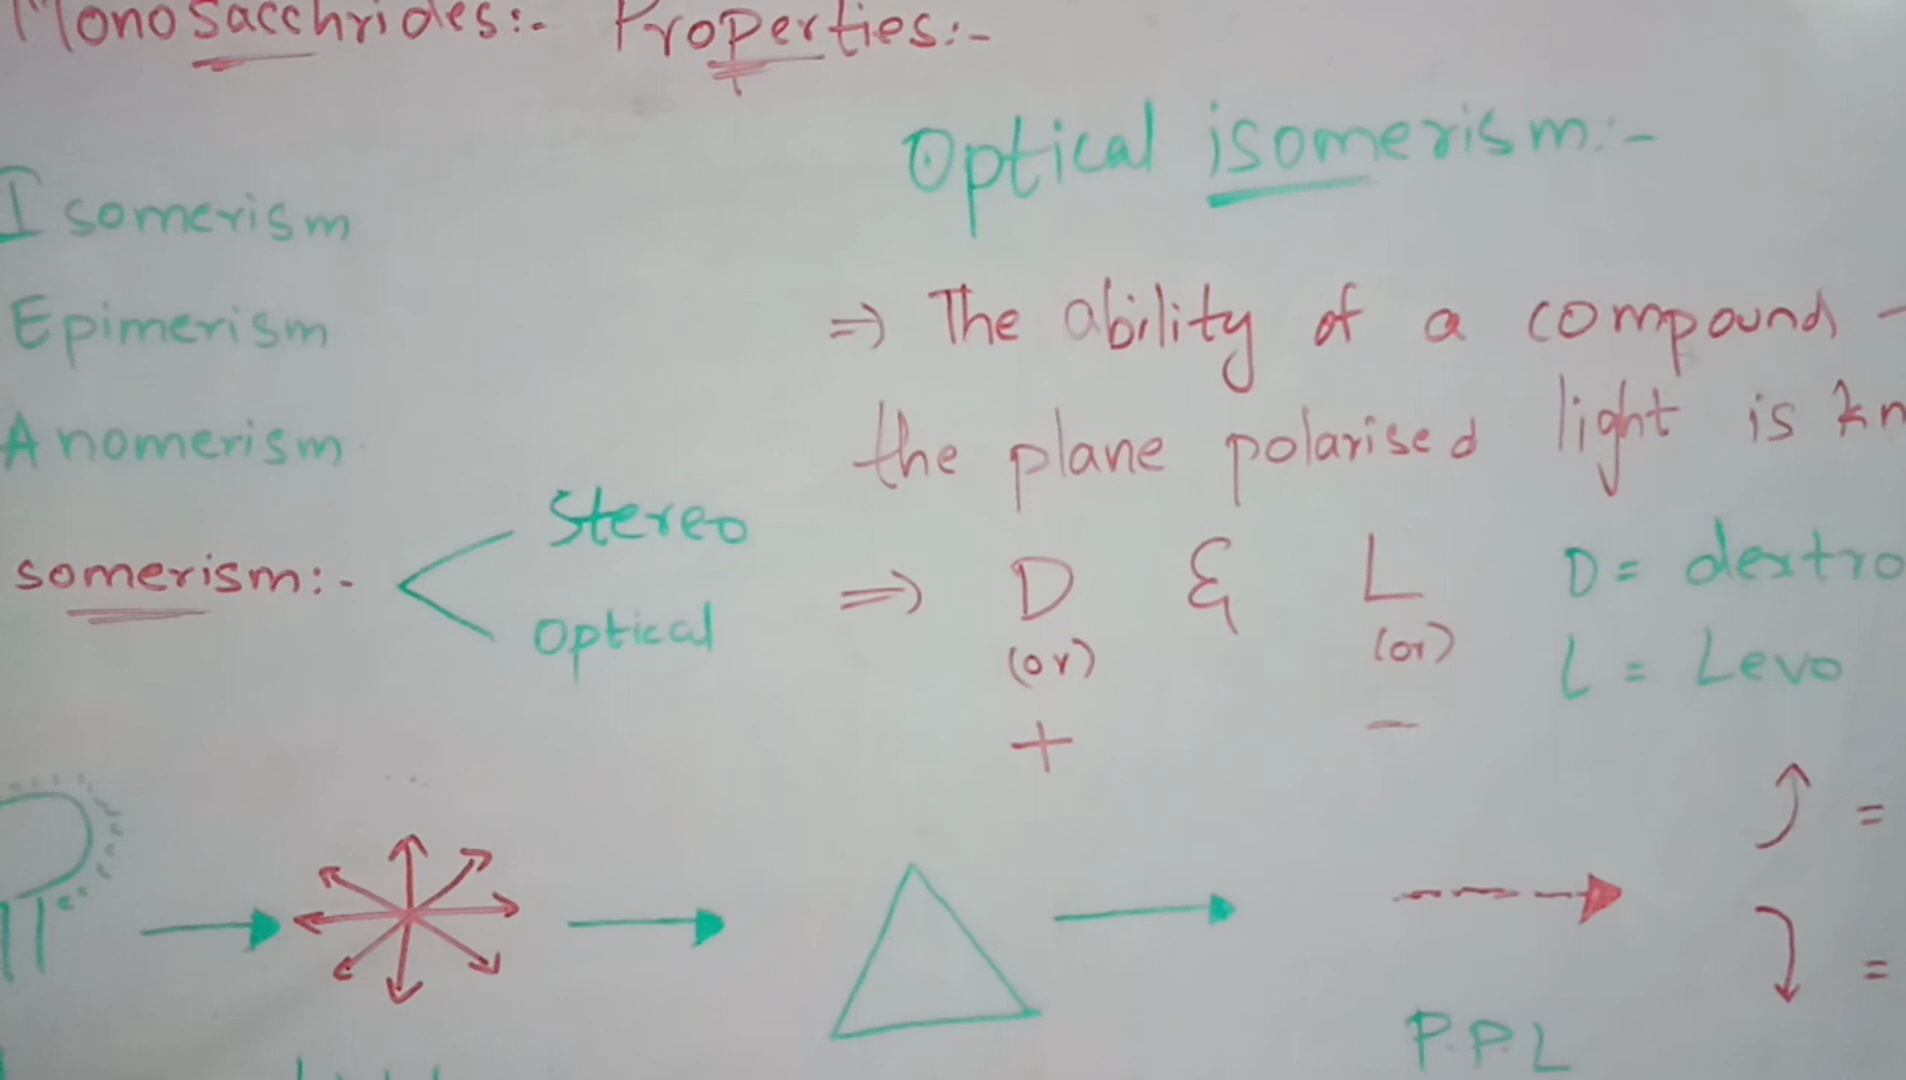 Monosacchrides:- Properties:-
Optical isomerism:-
Isomerism
Epimerism
Anomerism
somerism:-
Stereo
Optical
=> The ability of a compound -
the plane polarised light is kn
=> D & L
(or) (or)
+ -
D = dextro
L = Levo
=
=
P.P.L